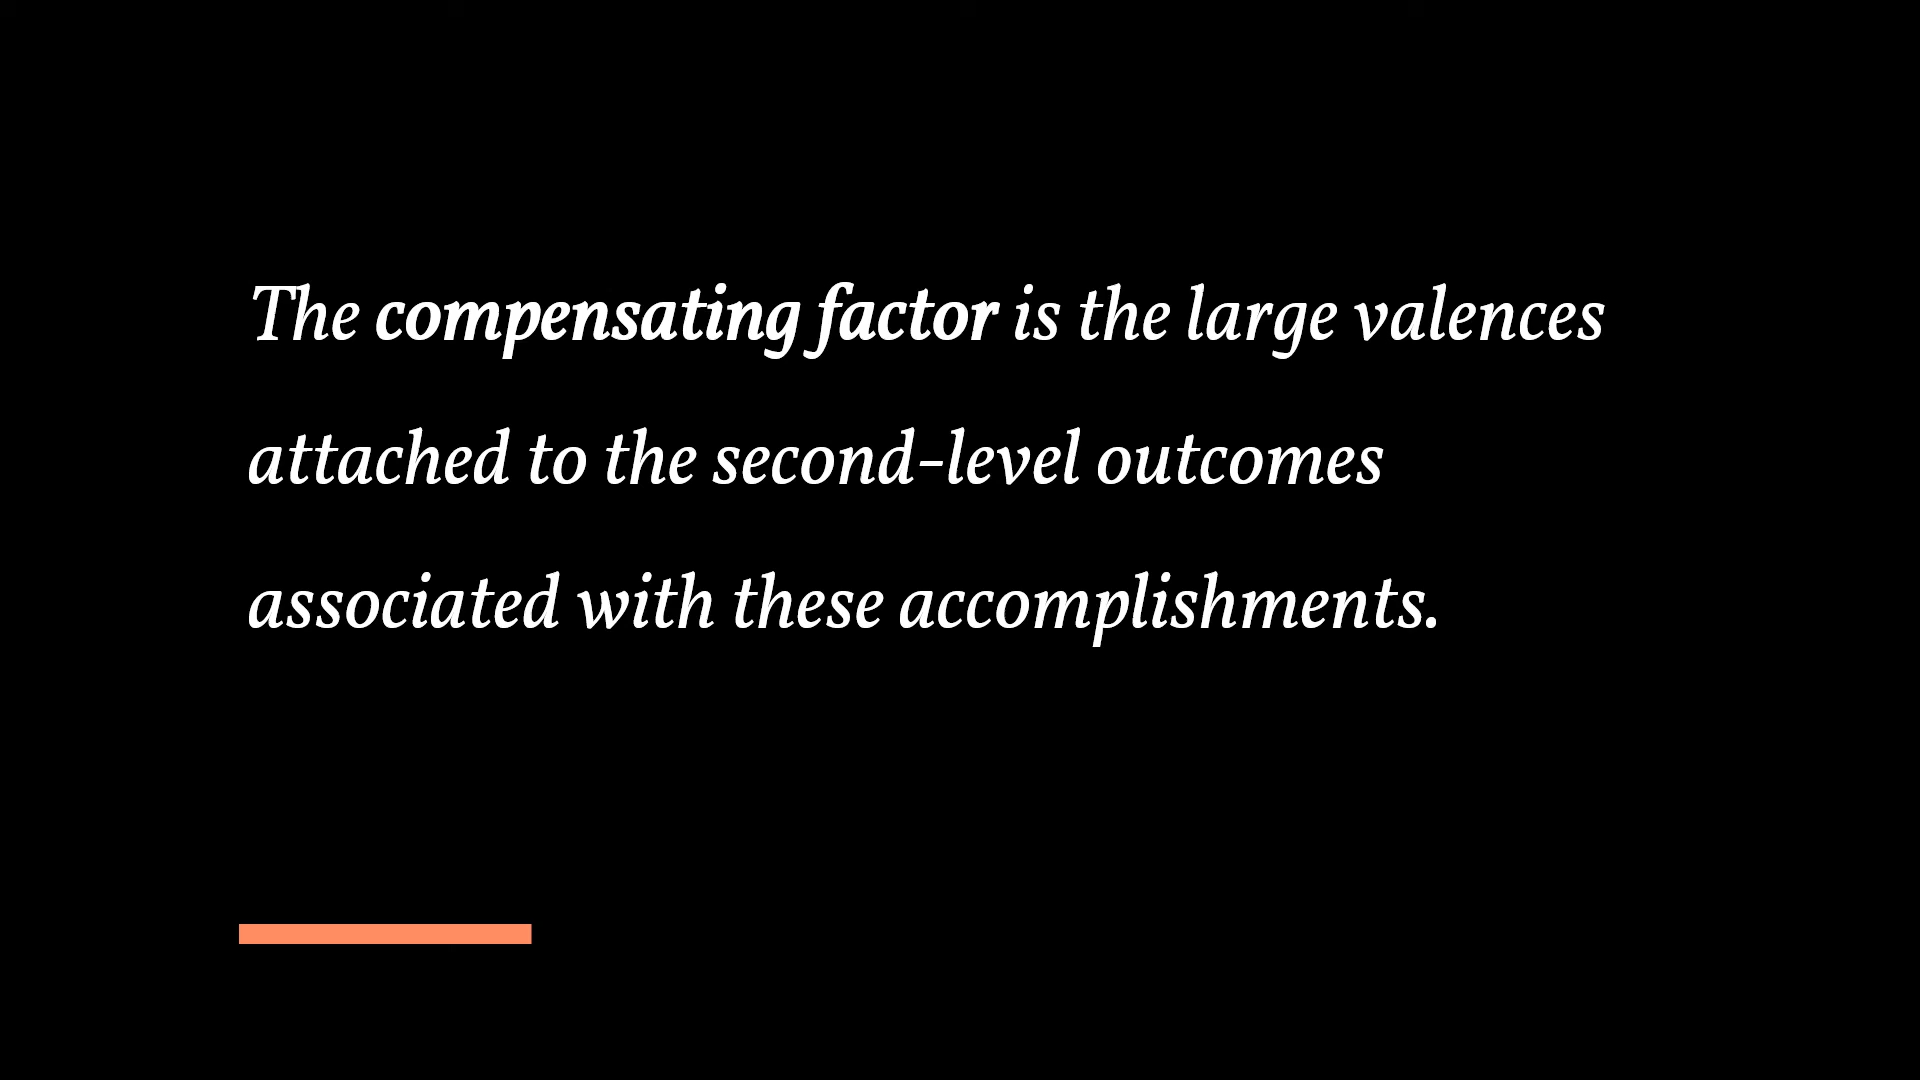 The compensating factor is the large valences
attached to the second-level outcomes
associated with these accomplishments.